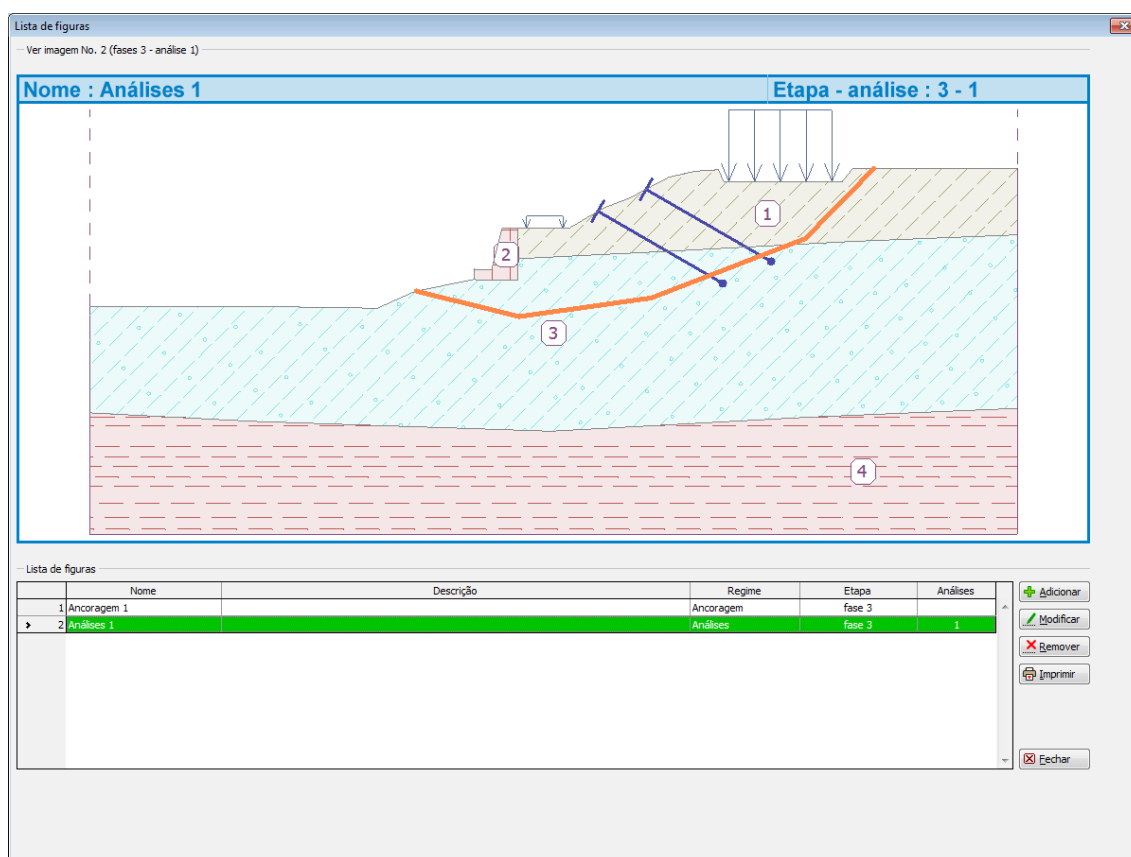 Lista de figuras
Ver imagem No. 2 (fases 3 - análise 1)
Nome : Análises 1
Etapa - análise : 3 - 1
1
2
3
4
Lista de figuras
Nome Descrição Regime Etapa Análises
1 Ancoragem 1 Ancoragem fase 3
2 Análises 1 Análises fase 3 1
Adicionar
Modificar
Remover
Imprimir
Fechar